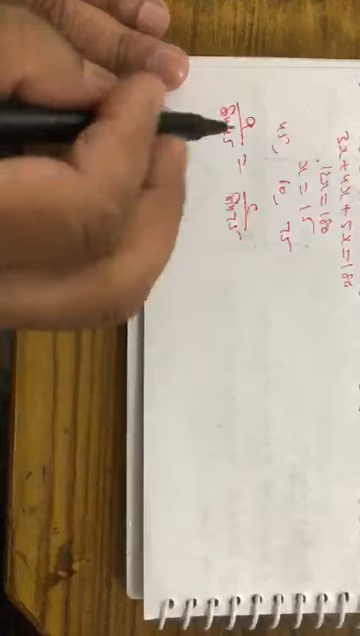 3x + 4x + 5x = 180
12x = 180
x = 15
45, 60, 75
a/sin45 = c/sin75